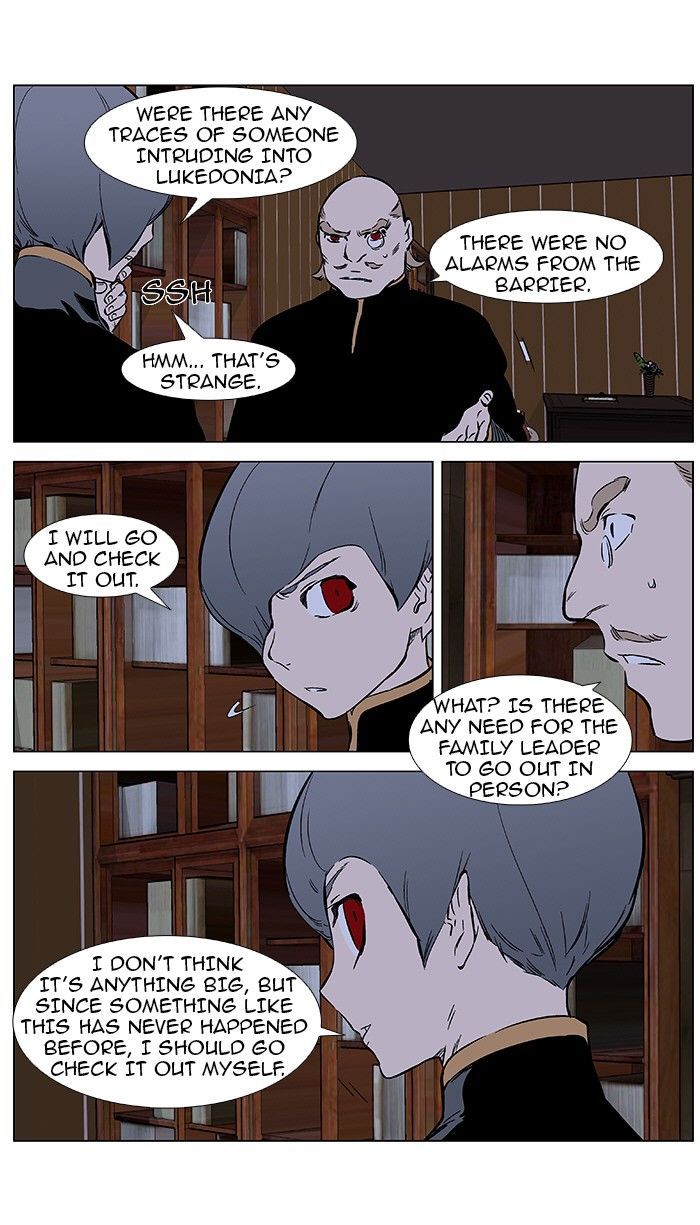 WERE THERE ANY
TRACES OF SOMEONE
INTRUDING INTO
LUKEDONIA?
THERE WERE NO
ALARMS FROM THE
BARRIER.
SSH
HMM... THAT'S
STRANGE.
I WILL GO
AND CHECK
IT OUT.
WHAT? IS THERE
ANY NEED FOR THE
FAMILY LEADER
TO GO OUT IN
PERSON?
I DON'T THINK
IT'S ANYTHING BIG, BUT
SINCE SOMETHING LIKE
THIS HAS NEVER HAPPENED
BEFORE, I SHOULD GO
CHECK IT OUT MYSELF.